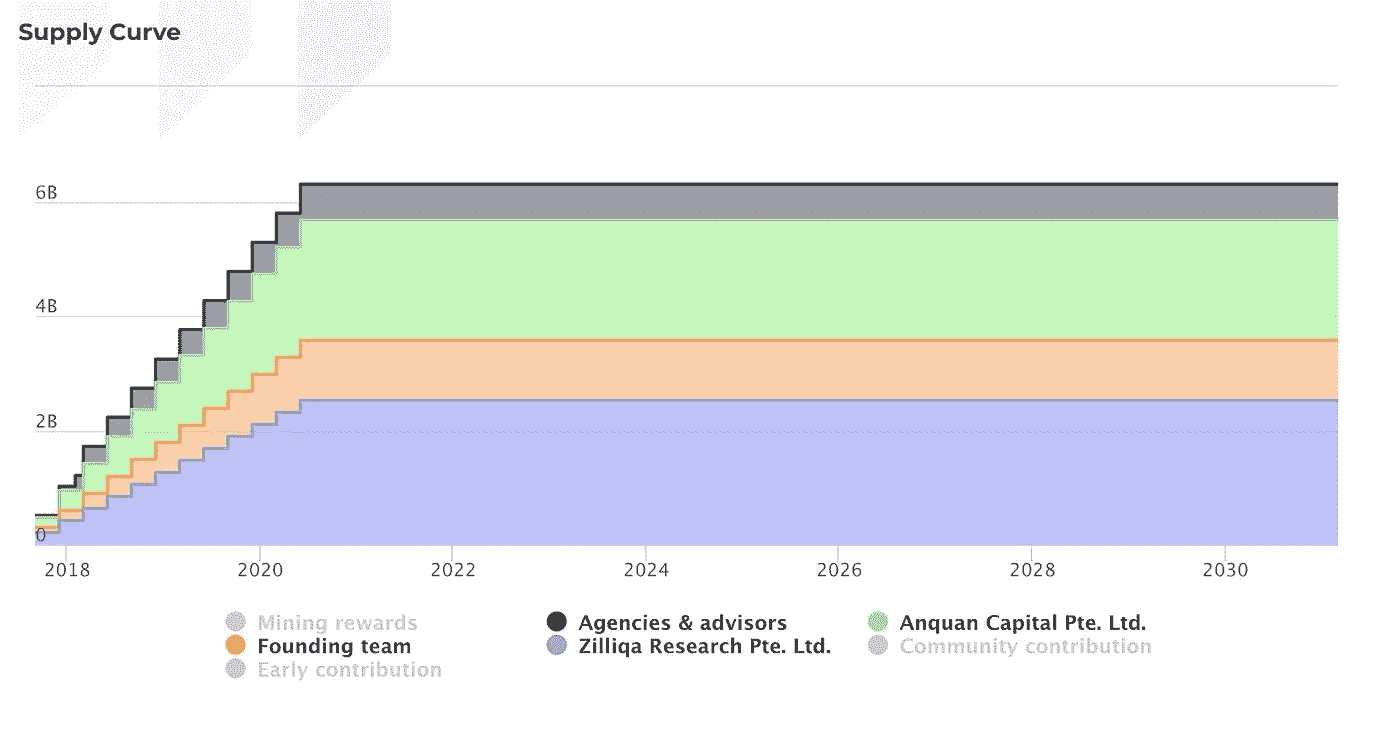 Supply Curve
6B
4B
2B
0
2018 2020 2022 2024 2026 2028 2030
Mining rewards Agencies & advisors Anquan Capital Pte. Ltd.
Founding team Zilliqa Research Pte. Ltd. Community contribution
Early contribution